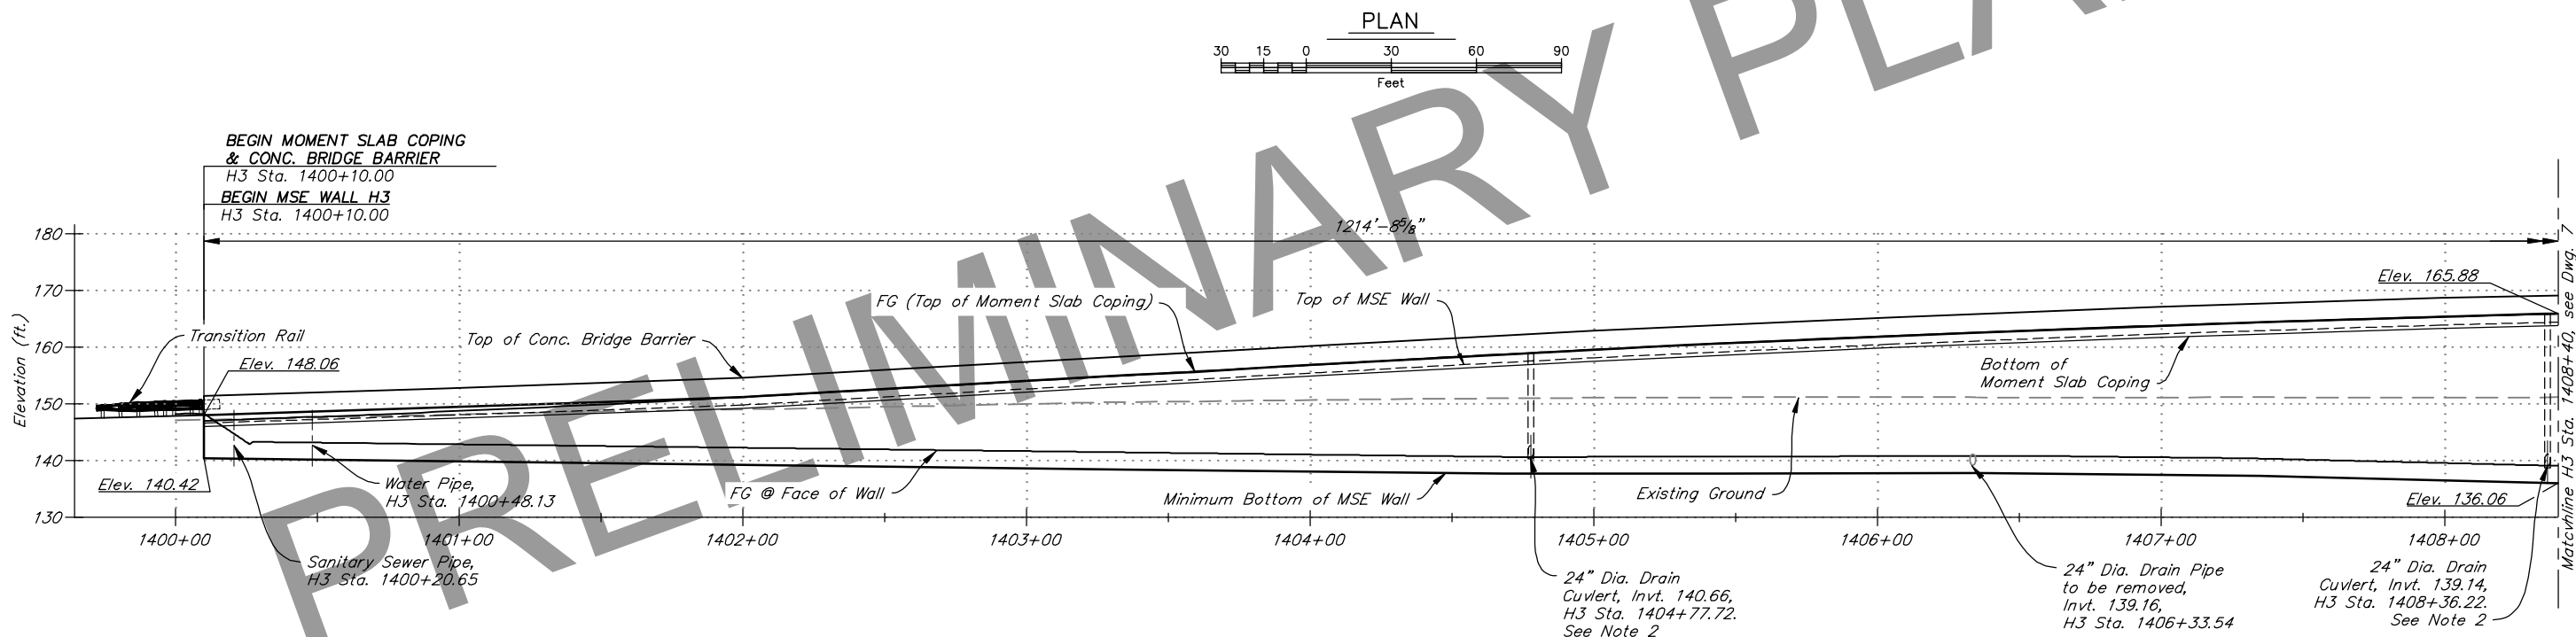 PLAN
30 15 0 30 60 90
Feet
PRELIMINARY PLA
BEGIN MOMENT SLAB COPING
& CONC. BRIDGE BARRIER
H3 Sta. 1400+10.00
BEGIN MSE WALL H3
H3 Sta. 1400+10.00
1214'-8⅝"
Elevation (ft.)
180
170
160
150
140
130
Transition Rail
Elev. 148.06
Top of Conc. Bridge Barrier
FG (Top of Moment Slab Coping)
Top of MSE Wall
Elev. 165.88
Bottom of
Moment Slab Coping
Elev. 140.42
Water Pipe,
H3 Sta. 1400+48.13
FG @ Face of Wall
Minimum Bottom of MSE Wall
Existing Ground
Elev. 136.06
Matcvhline H3 Sta. 1408+40, see Dwg. 7
1400+00 1401+00 1402+00 1403+00 1404+00 1405+00 1406+00 1407+00 1408+00
Sanitary Sewer Pipe,
H3 Sta. 1400+20.65
24" Dia. Drain
Cuvlert, Invt. 140.66,
H3 Sta. 1404+77.72.
See Note 2
24" Dia. Drain Pipe
to be removed,
Invt. 139.16,
H3 Sta. 1406+33.54
24" Dia. Drain
Cuvlert, Invt. 139.14,
H3 Sta. 1408+36.22.
See Note 2